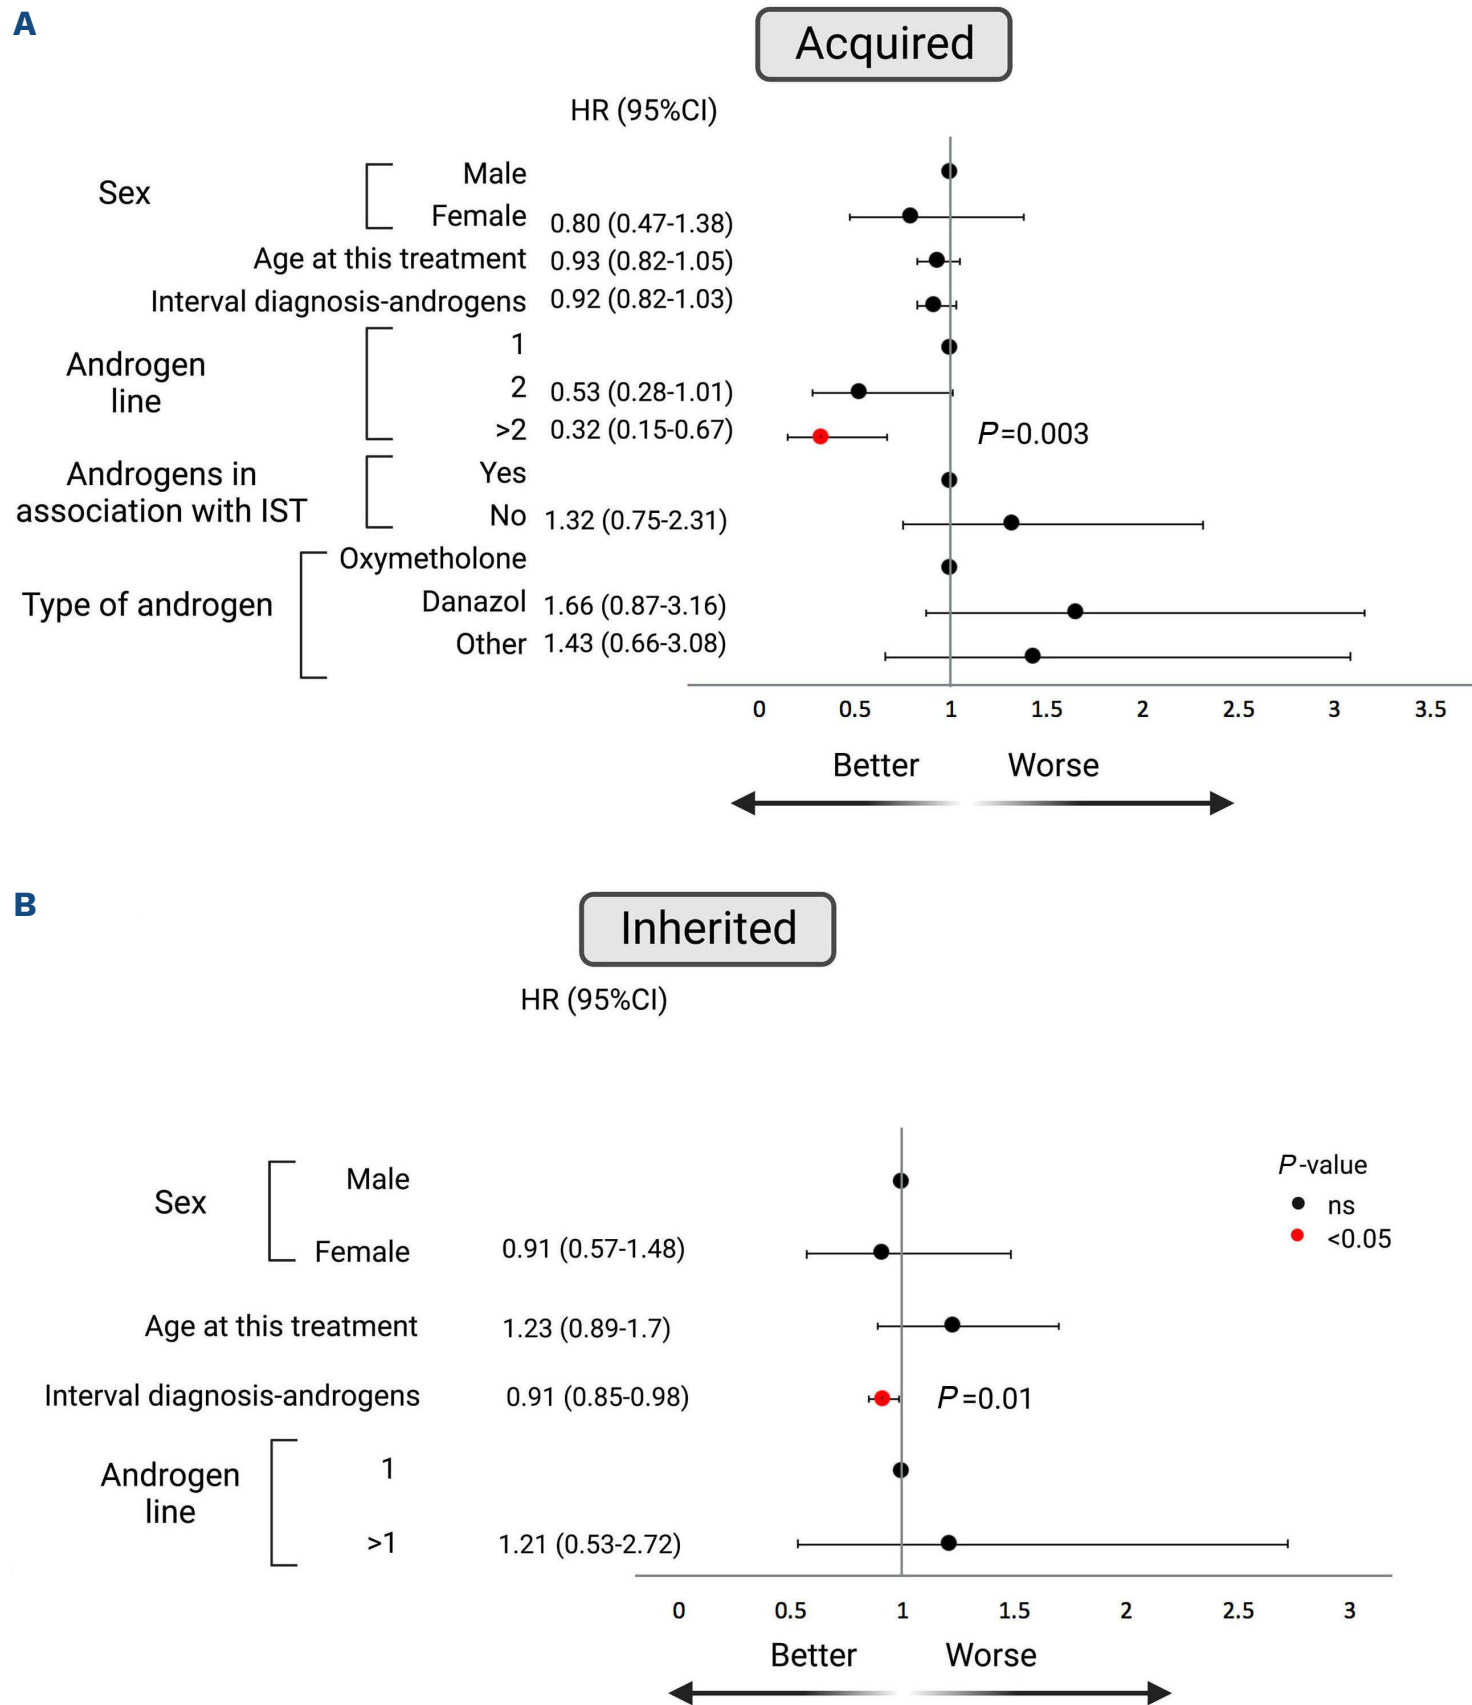 A
Acquired
HR (95%CI)
Sex
Male
Female 0.80 (0.47-1.38)
Age at this treatment 0.93 (0.82-1.05)
Interval diagnosis-androgens 0.92 (0.82-1.03)
Androgen
line
1
2 0.53 (0.28-1.01)
>2 0.32 (0.15-0.67) P=0.003
Androgens in
association with IST
Yes
No 1.32 (0.75-2.31)
Type of androgen
Oxymetholone
Danazol 1.66 (0.87-3.16)
Other 1.43 (0.66-3.08)
0 0.5 1 1.5 2 2.5 3 3.5
Better Worse
B
Inherited
HR (95%CI)
P-value
ns
<0.05
Sex
Male
Female 0.91 (0.57-1.48)
Age at this treatment 1.23 (0.89-1.7)
Interval diagnosis-androgens 0.91 (0.85-0.98) P=0.01
Androgen
line
1
>1 1.21 (0.53-2.72)
0 0.5 1 1.5 2 2.5 3
Better Worse